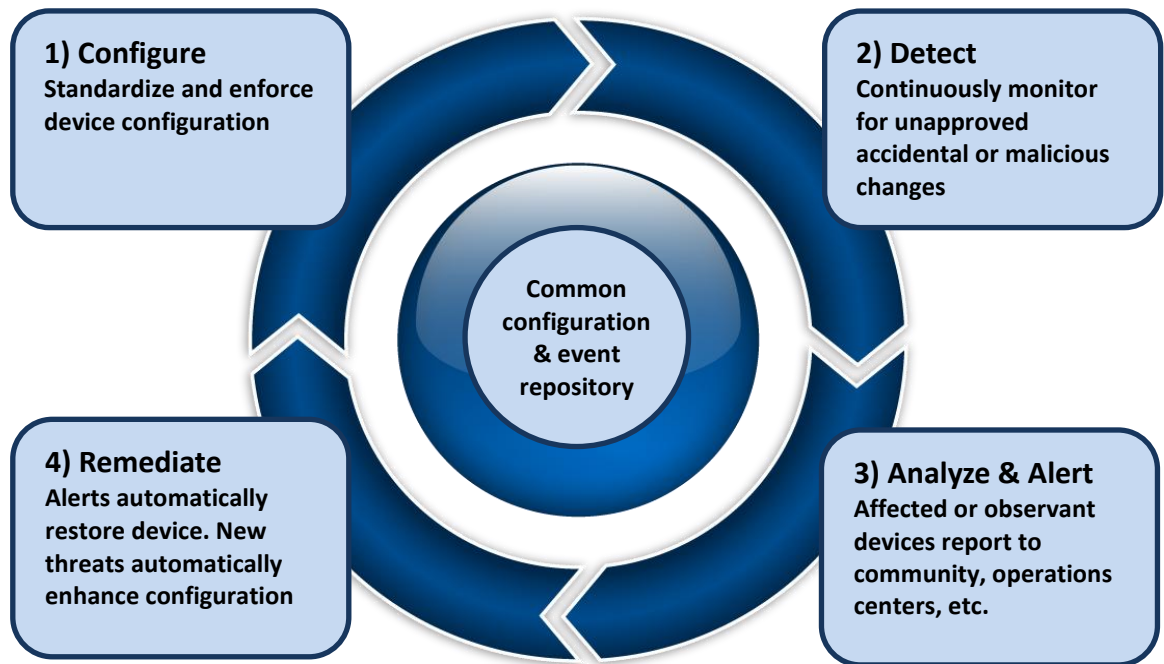 1) Configure
Standardize and enforce
device configuration
2) Detect
Continuously monitor
for unapproved
accidental or malicious
changes
Common
configuration
& event
repository
3) Analyze & Alert
Affected or observant
devices report to
community, operations
centers, etc.
4) Remediate
Alerts automatically
restore device. New
threats automatically
enhance configuration